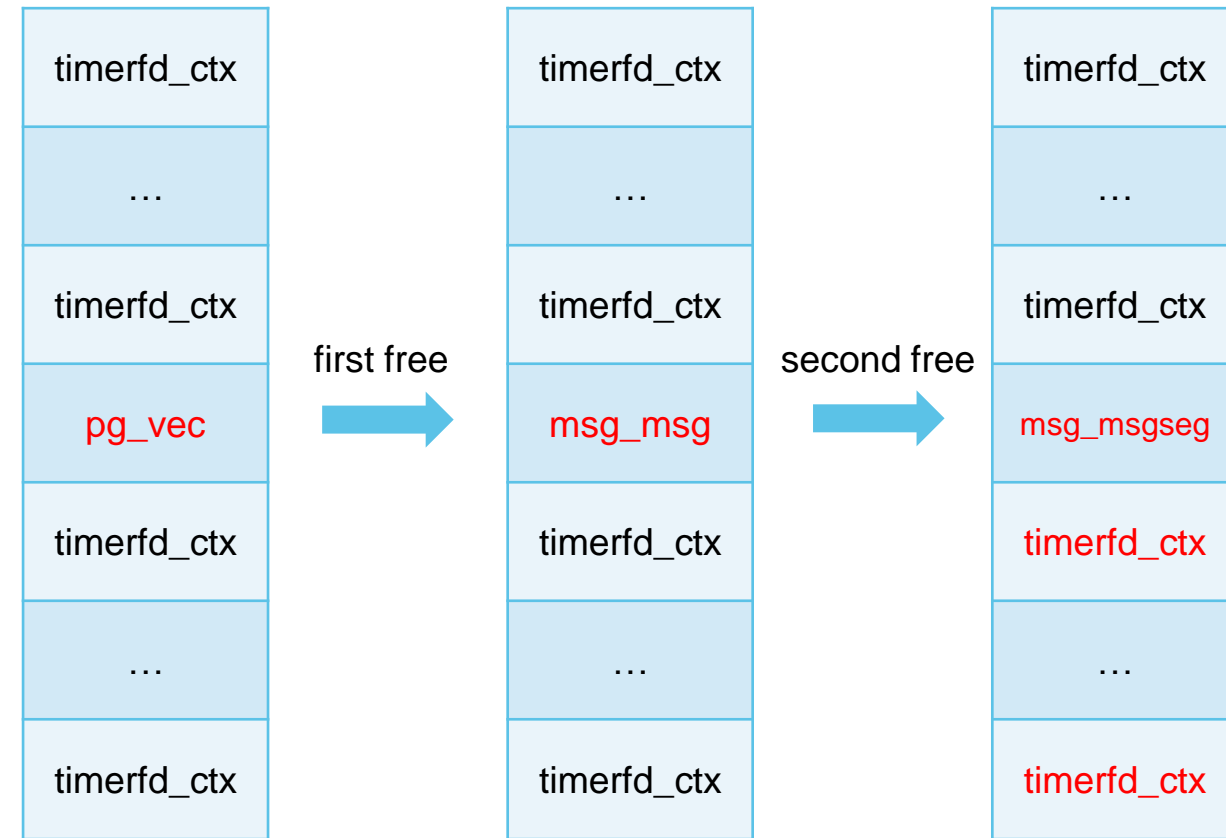 timerfd_ctx
…
timerfd_ctx
pg_vec
timerfd_ctx
…
timerfd_ctx
first free
timerfd_ctx
…
timerfd_ctx
msg_msg
timerfd_ctx
…
timerfd_ctx
second free
timerfd_ctx
…
timerfd_ctx
msg_msgseg
timerfd_ctx
…
timerfd_ctx